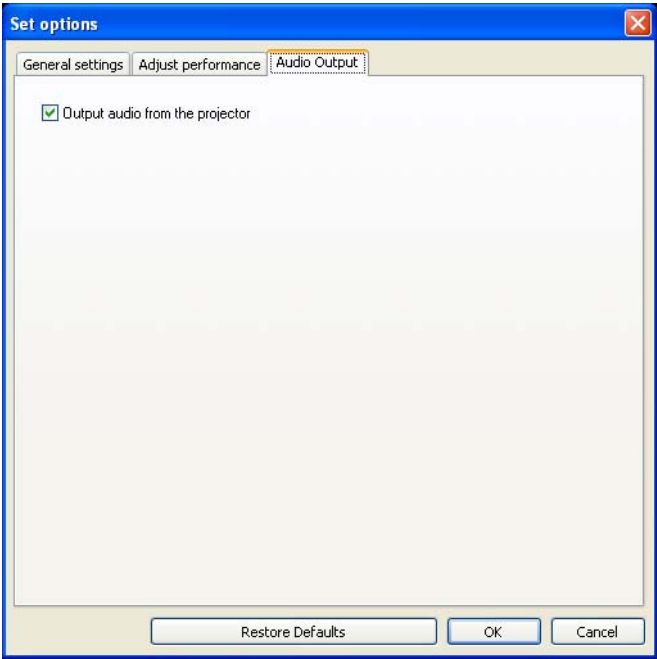 Set options
General settings Adjust performance Audio Output
Output audio from the projector
Restore Defaults OK Cancel